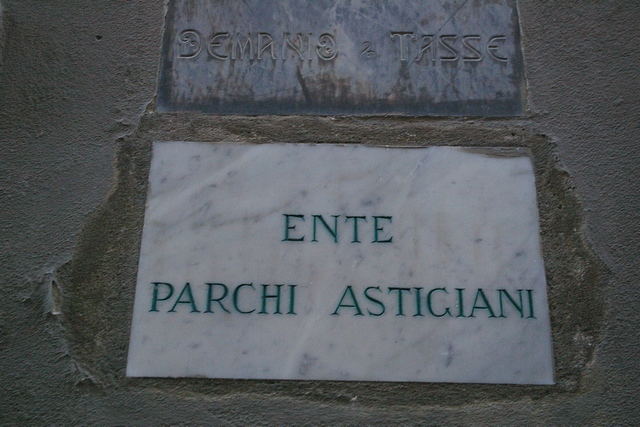 DEMANIO e TASSE
ENTE
PARCHI ASTIGIANI